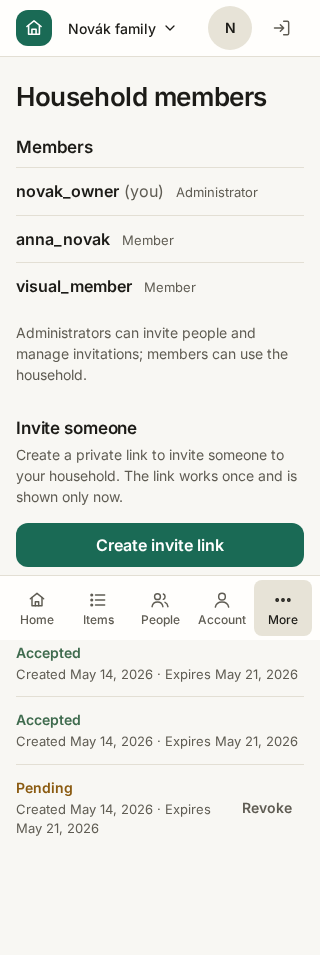 Novák family
N
Household members
Members
novak_owner (you) Administrator
anna_novak Member
visual_member Member
Administrators can invite people and
manage invitations; members can use the
household.
Invite someone
Create a private link to invite someone to
your household. The link works once and is
shown only now.
Create invite link
Home Items People Account More
Accepted
Created May 14, 2026 · Expires May 21, 2026
Accepted
Created May 14, 2026 · Expires May 21, 2026
Pending
Created May 14, 2026 · Expires
May 21, 2026
Revoke